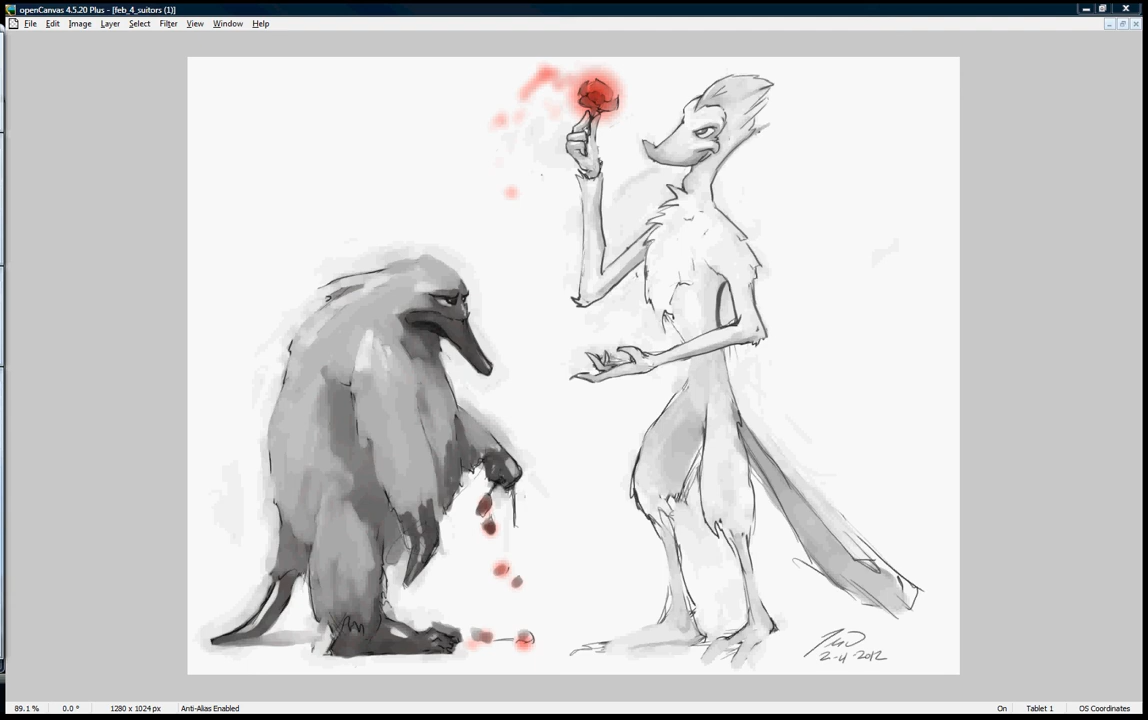 openCanvas 4.5.20 Plus - [feb_4_suitors (1)]
File Edit Image Layer Select Filter View Window Help
2-4-2012
89.1 % 0.0 ° 1280 x 1024 px Anti-Alias Enabled On Tablet 1 OS Coordinates